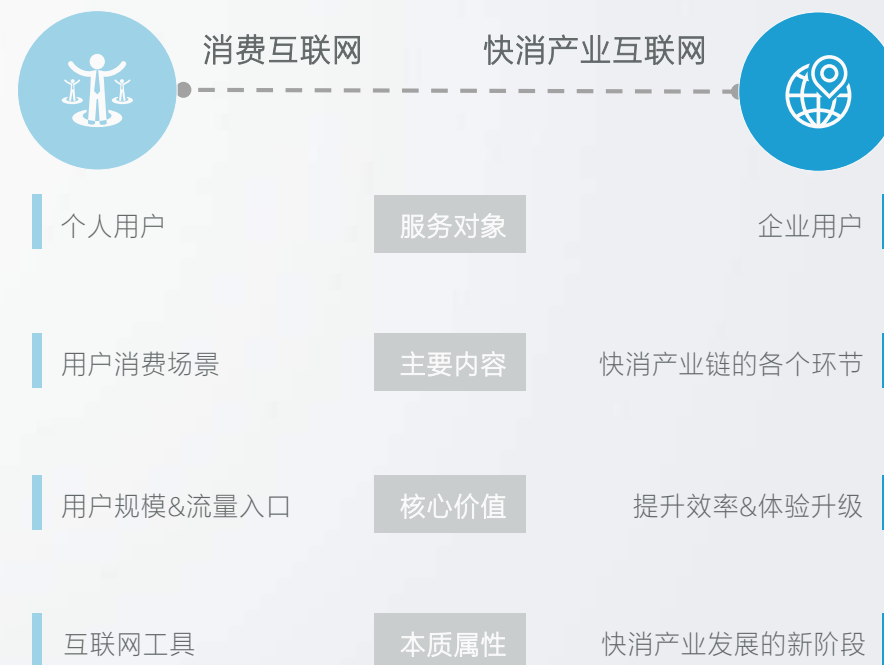 消费互联网 快消产业互联网
个人用户 服务对象 企业用户
用户消费场景 主要内容 快消产业链的各个环节
用户规模&流量入口 核心价值 提升效率&体验升级
互联网工具 本质属性 快消产业发展的新阶段